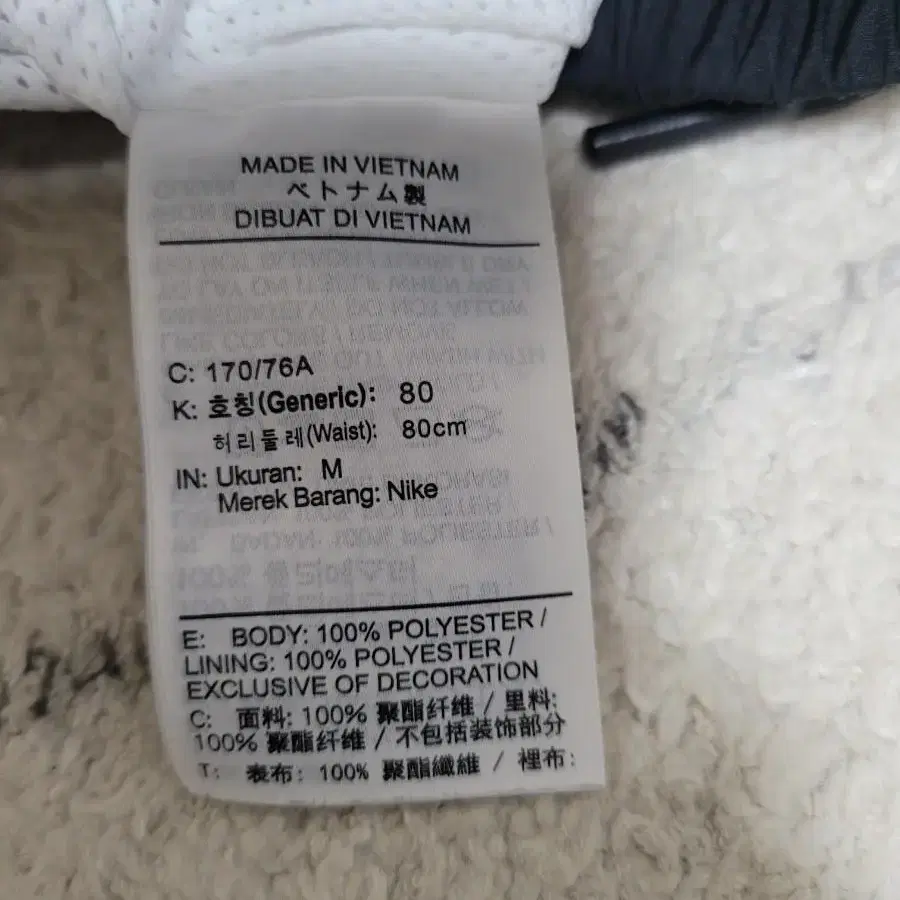 MADE IN VIETNAM
ベトナム製
DIBUAT DI VIETNAM
C: 170/76A
K: 호칭(Generic): 80
허리둘레(Waist): 80cm
IN: Ukuran: M
Merek Barang: Nike
E: BODY: 100% POLYESTER /
LINING: 100% POLYESTER /
EXCLUSIVE OF DECORATION
C: 面料: 100% 聚酯纤维 / 里料:
100% 聚酯纤维 / 不包括装饰部分
T: 表布: 100% 聚酯纖維 / 裡布: